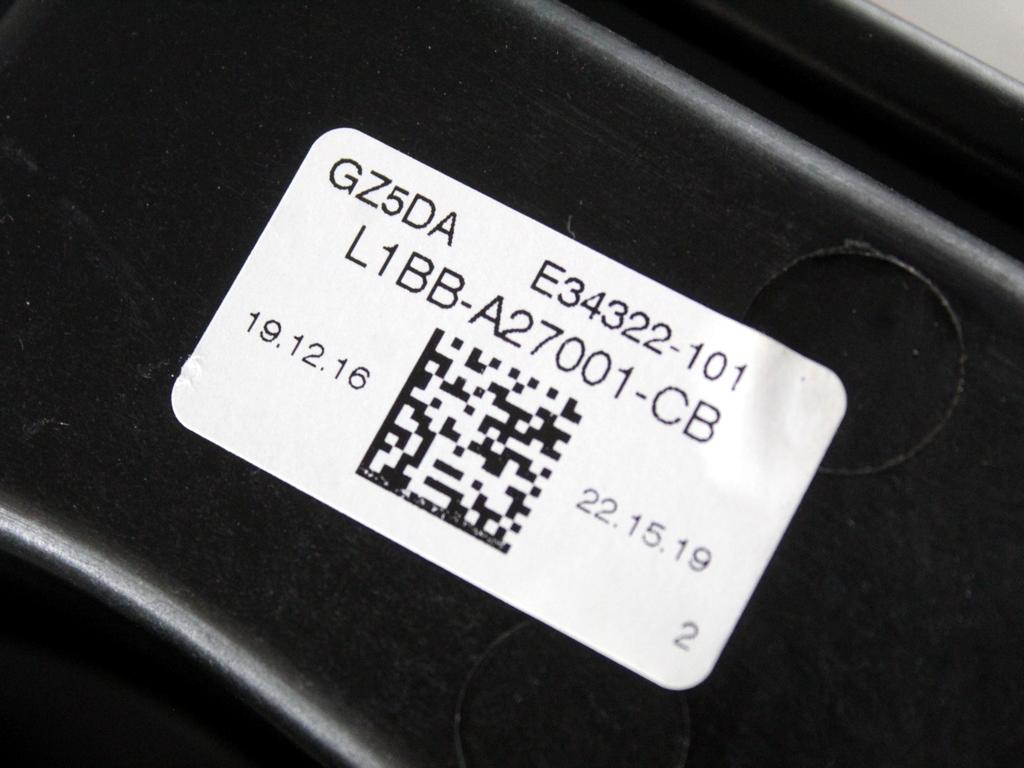 GZ5DA
E34322-101
L1BB-A27001-CB
19.12.16
22.15.19
2